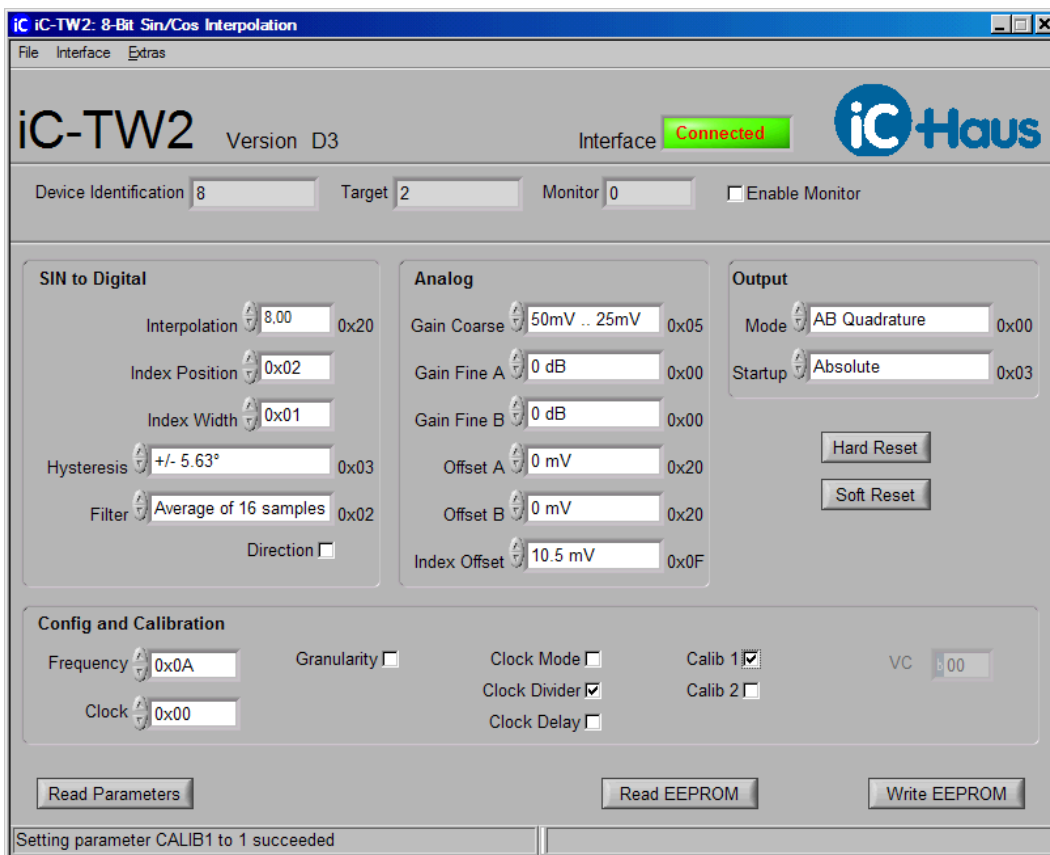 iC iC-TW2: 8-Bit Sin/Cos Interpolation
File Interface Extras
iC-TW2 Version D3 Interface Connected iC Haus
Device Identification 8 Target 2 Monitor 0 Enable Monitor
SIN to Digital
Interpolation 8,00 0x20
Index Position 0x02
Index Width 0x01
Hysteresis +/- 5.63° 0x03
Filter Average of 16 samples 0x02
Direction
Analog
Gain Coarse 50mV .. 25mV 0x05
Gain Fine A 0 dB 0x00
Gain Fine B 0 dB 0x00
Offset A 0 mV 0x20
Offset B 0 mV 0x20
Index Offset 10.5 mV 0x0F
Output
Mode AB Quadrature 0x00
Startup Absolute 0x03
Hard Reset
Soft Reset
Config and Calibration
Frequency 0x0A Granularity Clock Mode Calib 1 VC b00
Clock Divider Calib 2
Clock 0x00
Clock Delay
Read Parameters Read EEPROM Write EEPROM
Setting parameter CALIB1 to 1 succeeded